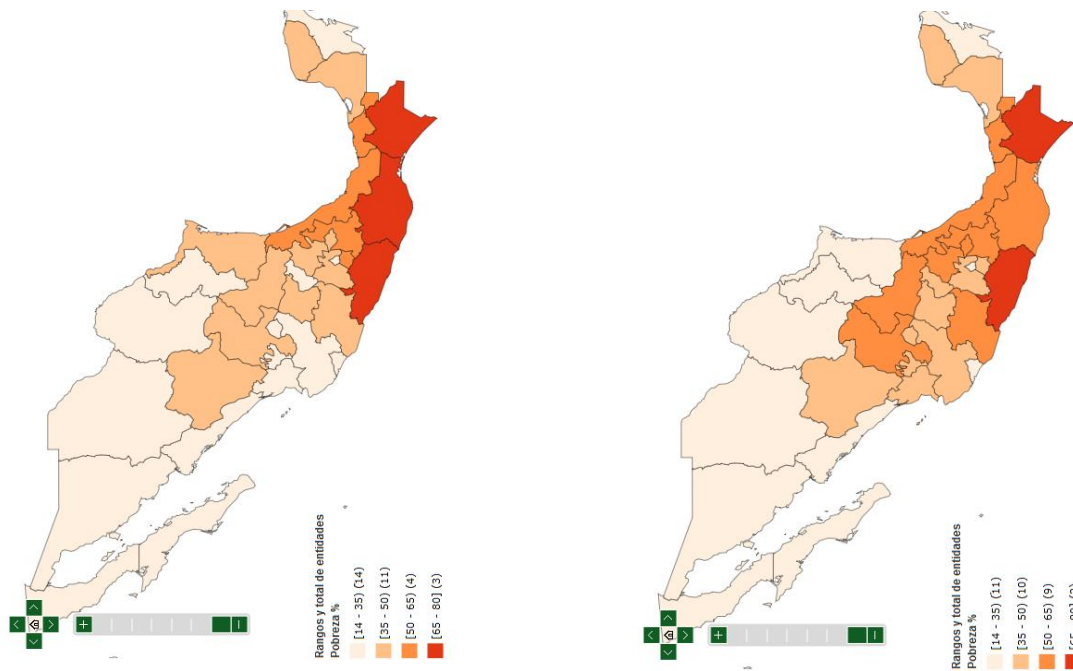 Rangos y total de entidades
Pobreza %
[14 - 35) (14)
[35 - 50) (11)
[50 - 65) (4)
[65 - 80] (3)
Rangos y total de entidades
Pobreza %
[14 - 35) (11)
[35 - 50) (10)
[50 - 65) (9)